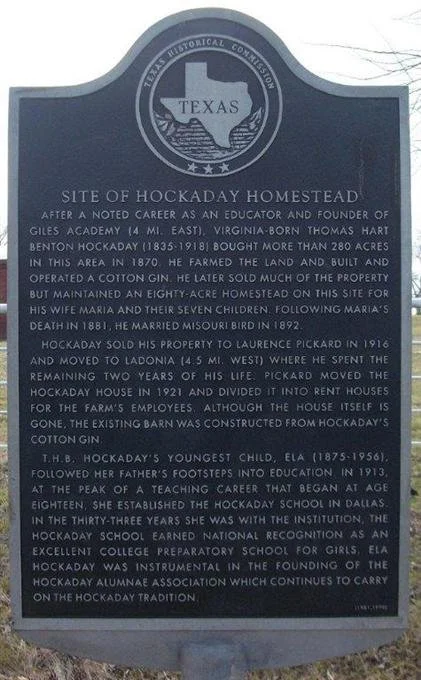 TEXAS HISTORICAL COMMISSION
TEXAS
SITE OF HOCKADAY HOMESTEAD
AFTER A NOTED CAREER AS AN EDUCATOR AND FOUNDER OF
GILES ACADEMY (4 MI. EAST), VIRGINIA-BORN THOMAS HART
BENTON HOCKADAY (1835-1918) BOUGHT MORE THAN 280 ACRES
IN THIS AREA IN 1870. HE FARMED THE LAND AND BUILT AND
OPERATED A COTTON GIN. HE LATER SOLD MUCH OF THE PROPERTY
BUT MAINTAINED AN EIGHTY-ACRE HOMESTEAD ON THIS SITE FOR
HIS WIFE MARIA AND THEIR SEVEN CHILDREN. FOLLOWING MARIA'S
DEATH IN 1881, HE MARRIED MISOURI BIRD IN 1892.
HOCKADAY SOLD HIS PROPERTY TO LAURENCE PICKARD IN 1916
AND MOVED TO LADONIA (4.5 MI. WEST) WHERE HE SPENT THE
REMAINING TWO YEARS OF HIS LIFE. PICKARD MOVED THE
HOCKADAY HOUSE IN 1921 AND DIVIDED IT INTO RENT HOUSES
FOR THE FARM'S EMPLOYEES. ALTHOUGH THE HOUSE ITSELF IS
GONE, THE EXISTING BARN WAS CONSTRUCTED FROM HOCKADAY'S
COTTON GIN.
T.H.B. HOCKADAY'S YOUNGEST CHILD, ELA (1875-1956),
FOLLOWED HER FATHER'S FOOTSTEPS INTO EDUCATION. IN 1913,
AT THE PEAK OF A TEACHING CAREER THAT BEGAN AT AGE
EIGHTEEN, SHE ESTABLISHED THE HOCKADAY SCHOOL IN DALLAS.
IN THE THIRTY-THREE YEARS SHE WAS WITH THE INSTITUTION, THE
HOCKADAY SCHOOL EARNED NATIONAL RECOGNITION AS AN
EXCELLENT COLLEGE PREPARATORY SCHOOL FOR GIRLS. ELA
HOCKADAY WAS INSTRUMENTAL IN THE FOUNDING OF THE
HOCKADAY ALUMNAE ASSOCIATION WHICH CONTINUES TO CARRY
ON THE HOCKADAY TRADITION.